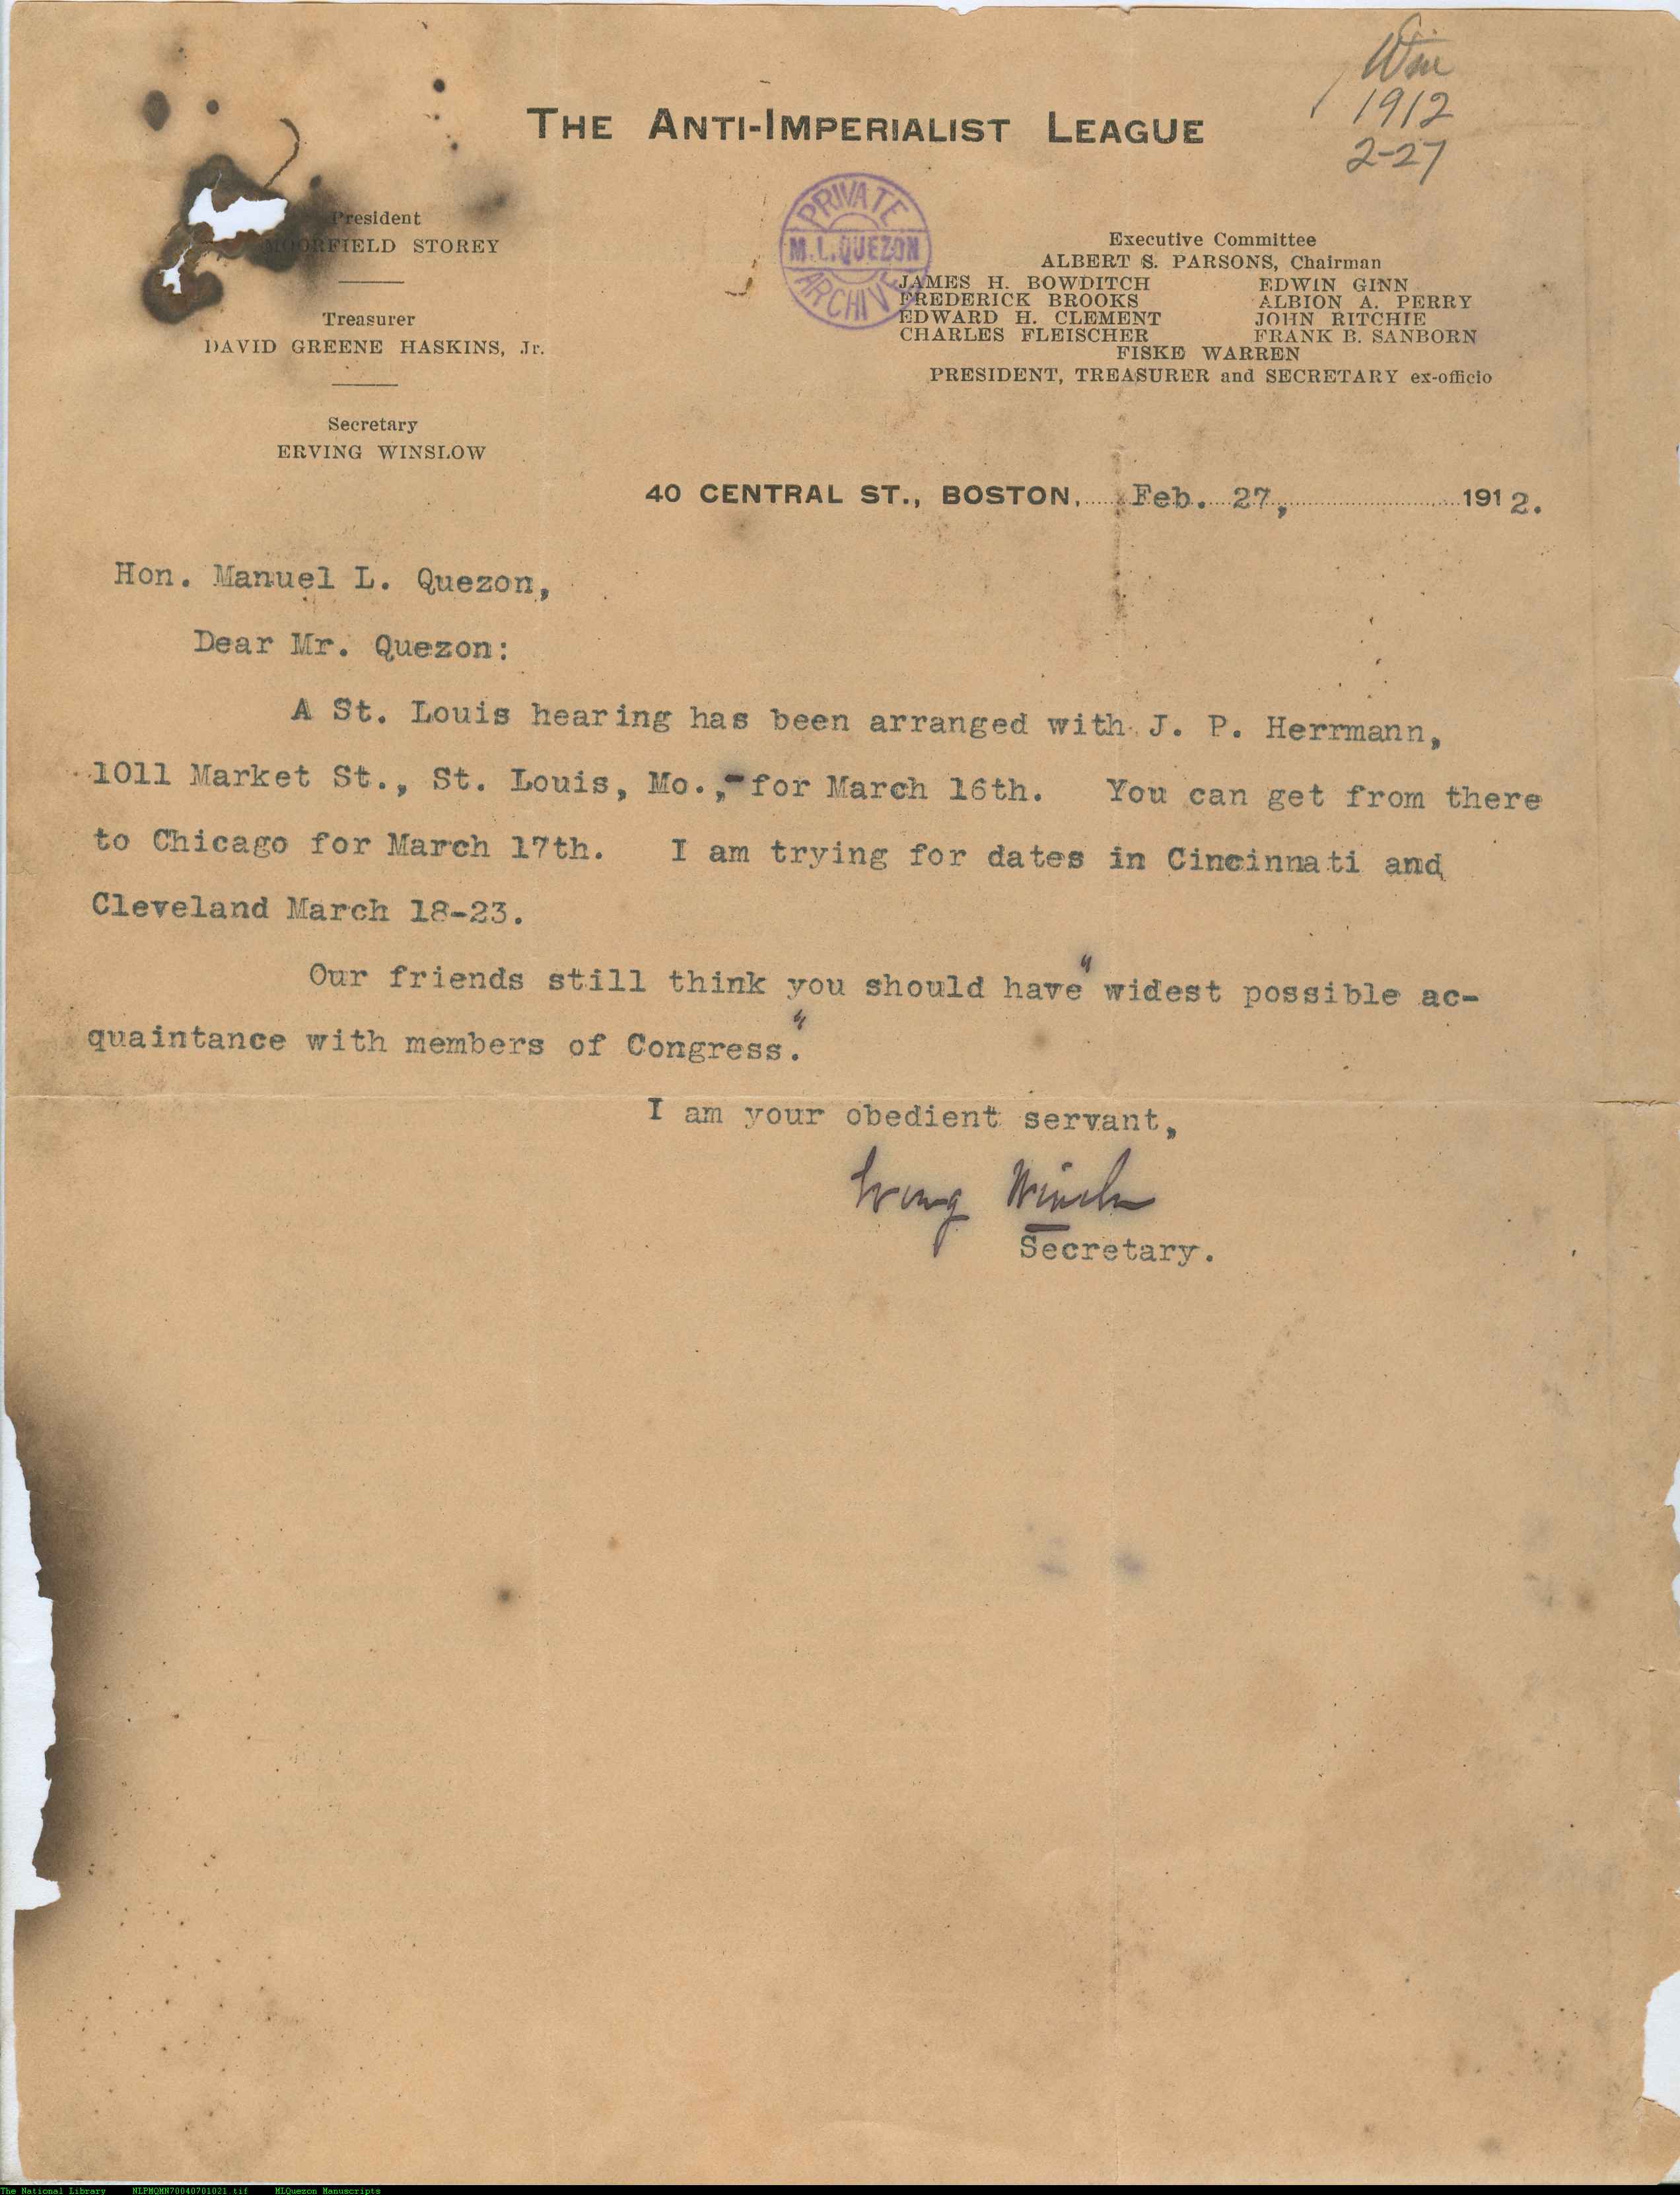 Win
1912
2-27
THE ANTI-IMPERIALIST LEAGUE
PRIVATE
M.L.QUEZON
ARCHIVE
President
MOORFIELD STOREY
Treasurer
DAVID GREENE HASKINS, Jr.
Secretary
ERVING WINSLOW
Executive Committee
ALBERT S. PARSONS, Chairman
JAMES H. BOWDITCH EDWIN GINN
FREDERICK BROOKS ALBION A. PERRY
EDWARD H. CLEMENT JOHN RITCHIE
CHARLES FLEISCHER FRANK B. SANBORN
FISKE WARREN
PRESIDENT, TREASURER and SECRETARY ex-officio
40 CENTRAL ST., BOSTON, Feb. 27, 1912.
Hon. Manuel L. Quezon,
Dear Mr. Quezon:
A St. Louis hearing has been arranged with J. P. Herrmann,
1011 Market St., St. Louis, Mo.,-for March 16th. You can get from there
to Chicago for March 17th. I am trying for dates in Cincinnati and
Cleveland March 18-23.
Our friends still think you should have "widest possible ac-
quaintance with members of Congress."
I am your obedient servant,
Erving Winslow
Secretary.
The National Library NLPMQMN70040701021.tif MLQuezon Manuscripts